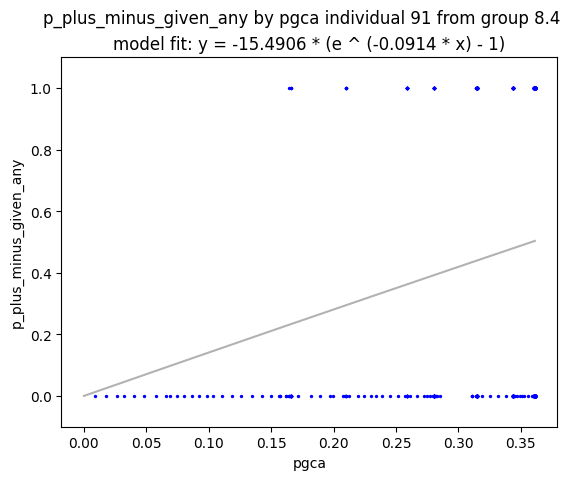 p_plus_minus_given_any by pgca individual 91 from group 8.4
model fit: y = -15.4906 * (e ^ (-0.0914 * x) - 1)
1.0
0.8
0.6
0.4
0.2
0.0
p_plus_minus_given_any
0.00 0.05 0.10 0.15 0.20 0.25 0.30 0.35
pgca